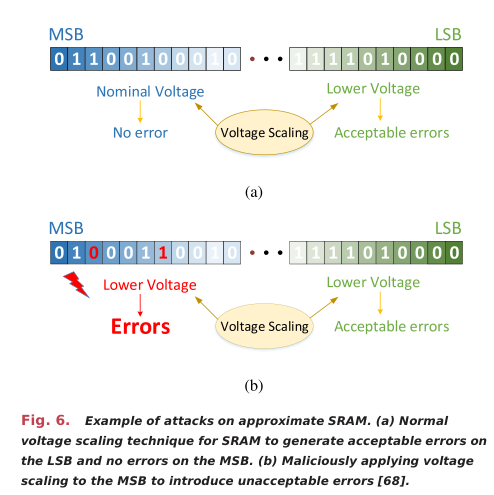 MSB LSB
0 1 1 0 0 1 0 0 0 1 0 • • • 1 1 1 1 0 1 0 0 0 0
Nominal Voltage Lower Voltage
No error Voltage Scaling Acceptable errors
(a)
MSB LSB
0 1 0 0 0 1 1 0 0 1 0 • • • 1 1 1 1 0 1 0 0 0 0
Lower Voltage Lower Voltage
Errors Voltage Scaling Acceptable errors
(b)
Fig. 6. Example of attacks on approximate SRAM. (a) Normal
voltage scaling technique for SRAM to generate acceptable errors on
the LSB and no errors on the MSB. (b) Maliciously applying voltage
scaling to the MSB to introduce unacceptable errors [68].